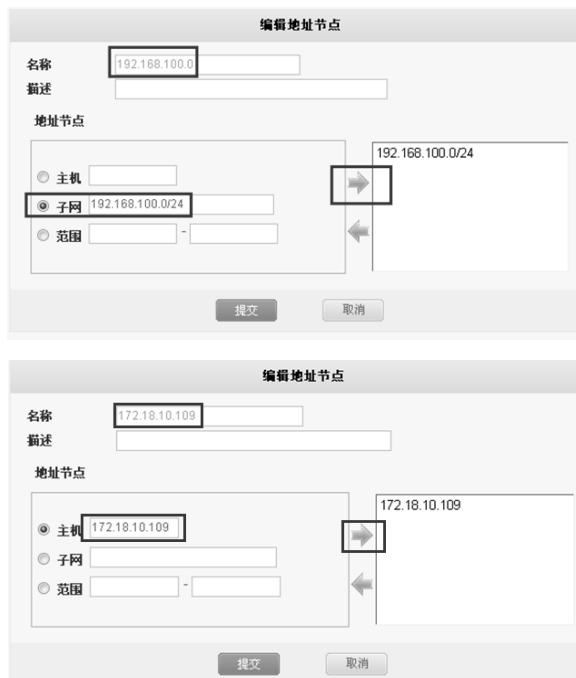 编辑地址节点
名称 192.168.100.0
描述
地址节点
192.168.100.0/24
主机
子网 192.168.100.0/24
范围 -
提交 取消
编辑地址节点
名称 172.18.10.109
描述
地址节点
172.18.10.109
主机 172.18.10.109
子网
范围 -
提交 取消